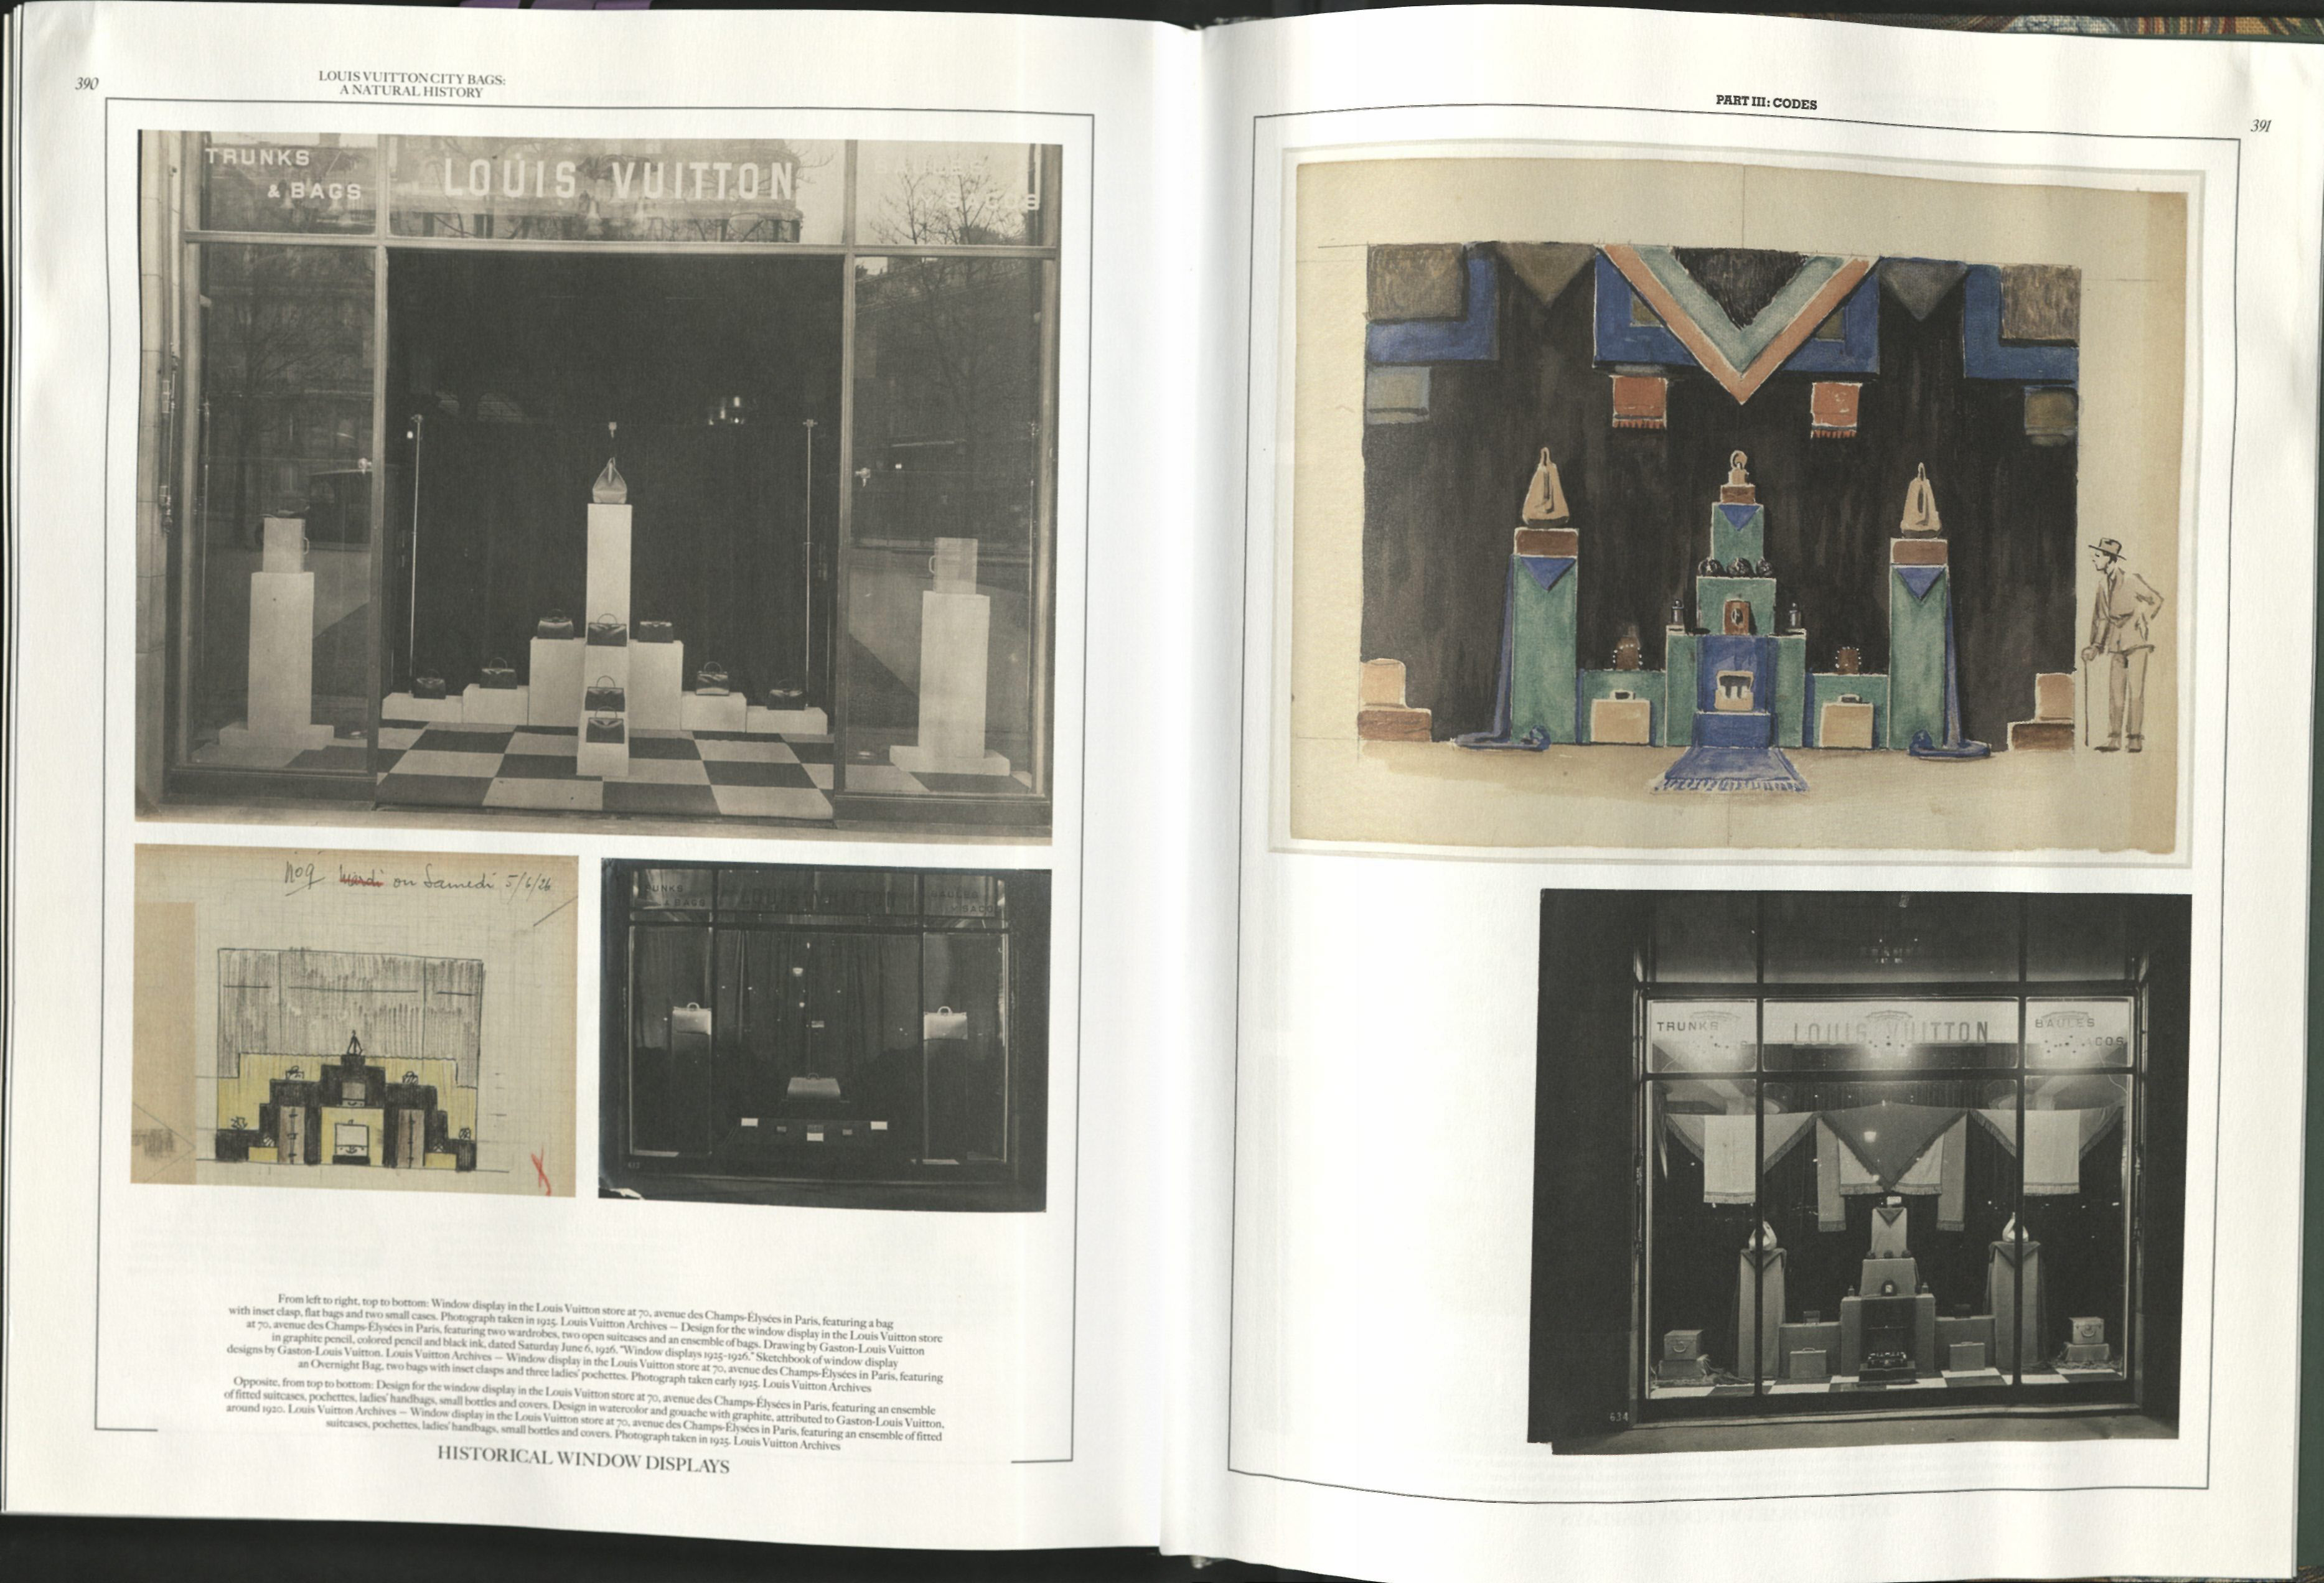 390
LOUIS VUITTON CITY BAGS:
A NATURAL HISTORY
TRUNKS
& BAGS
LOUIS VUITTON
& SACOS
No 9 Mardi ou Samedi 5/6/26
UNKS
& BAGS
LOUIS VUITTON
BAULES
SACOS
From left to right, top to bottom: Window display in the Louis Vuitton store at 70, avenue des Champs-Élysées in Paris, featuring a bag
with inset clasp, flat bags and two small cases. Photograph taken in 1925. Louis Vuitton Archives — Design for the window display in the Louis Vuitton store
at 70, avenue des Champs-Élysées in Paris, featuring two wardrobes, two open suitcases and an ensemble of bags. Drawing by Gaston-Louis Vuitton
in graphite pencil, colored pencil and black ink, dated Saturday June 6, 1926. "Window displays 1925-1926." Sketchbook of window display
designs by Gaston-Louis Vuitton. Louis Vuitton Archives — Window display in the Louis Vuitton store at 70, avenue des Champs-Élysées in Paris, featuring
an Overnight Bag, two bags with inset clasps and three ladies' pochettes. Photograph taken early 1925. Louis Vuitton Archives
Opposite, from top to bottom: Design for the window display in the Louis Vuitton store at 70, avenue des Champs-Élysées in Paris, featuring an ensemble
of fitted suitcases, pochettes, ladies' handbags, small bottles and covers. Design in watercolor and gouache with graphite, attributed to Gaston-Louis Vuitton,
around 1920. Louis Vuitton Archives — Window display in the Louis Vuitton store at 70, avenue des Champs-Élysées in Paris, featuring an ensemble of fitted
suitcases, pochettes, ladies' handbags, small bottles and covers. Photograph taken in 1925. Louis Vuitton Archives
HISTORICAL WINDOW DISPLAYS
PART III: CODES
391
TRUNKS
LOUIS VUITTON
BAULES
ACOS
634